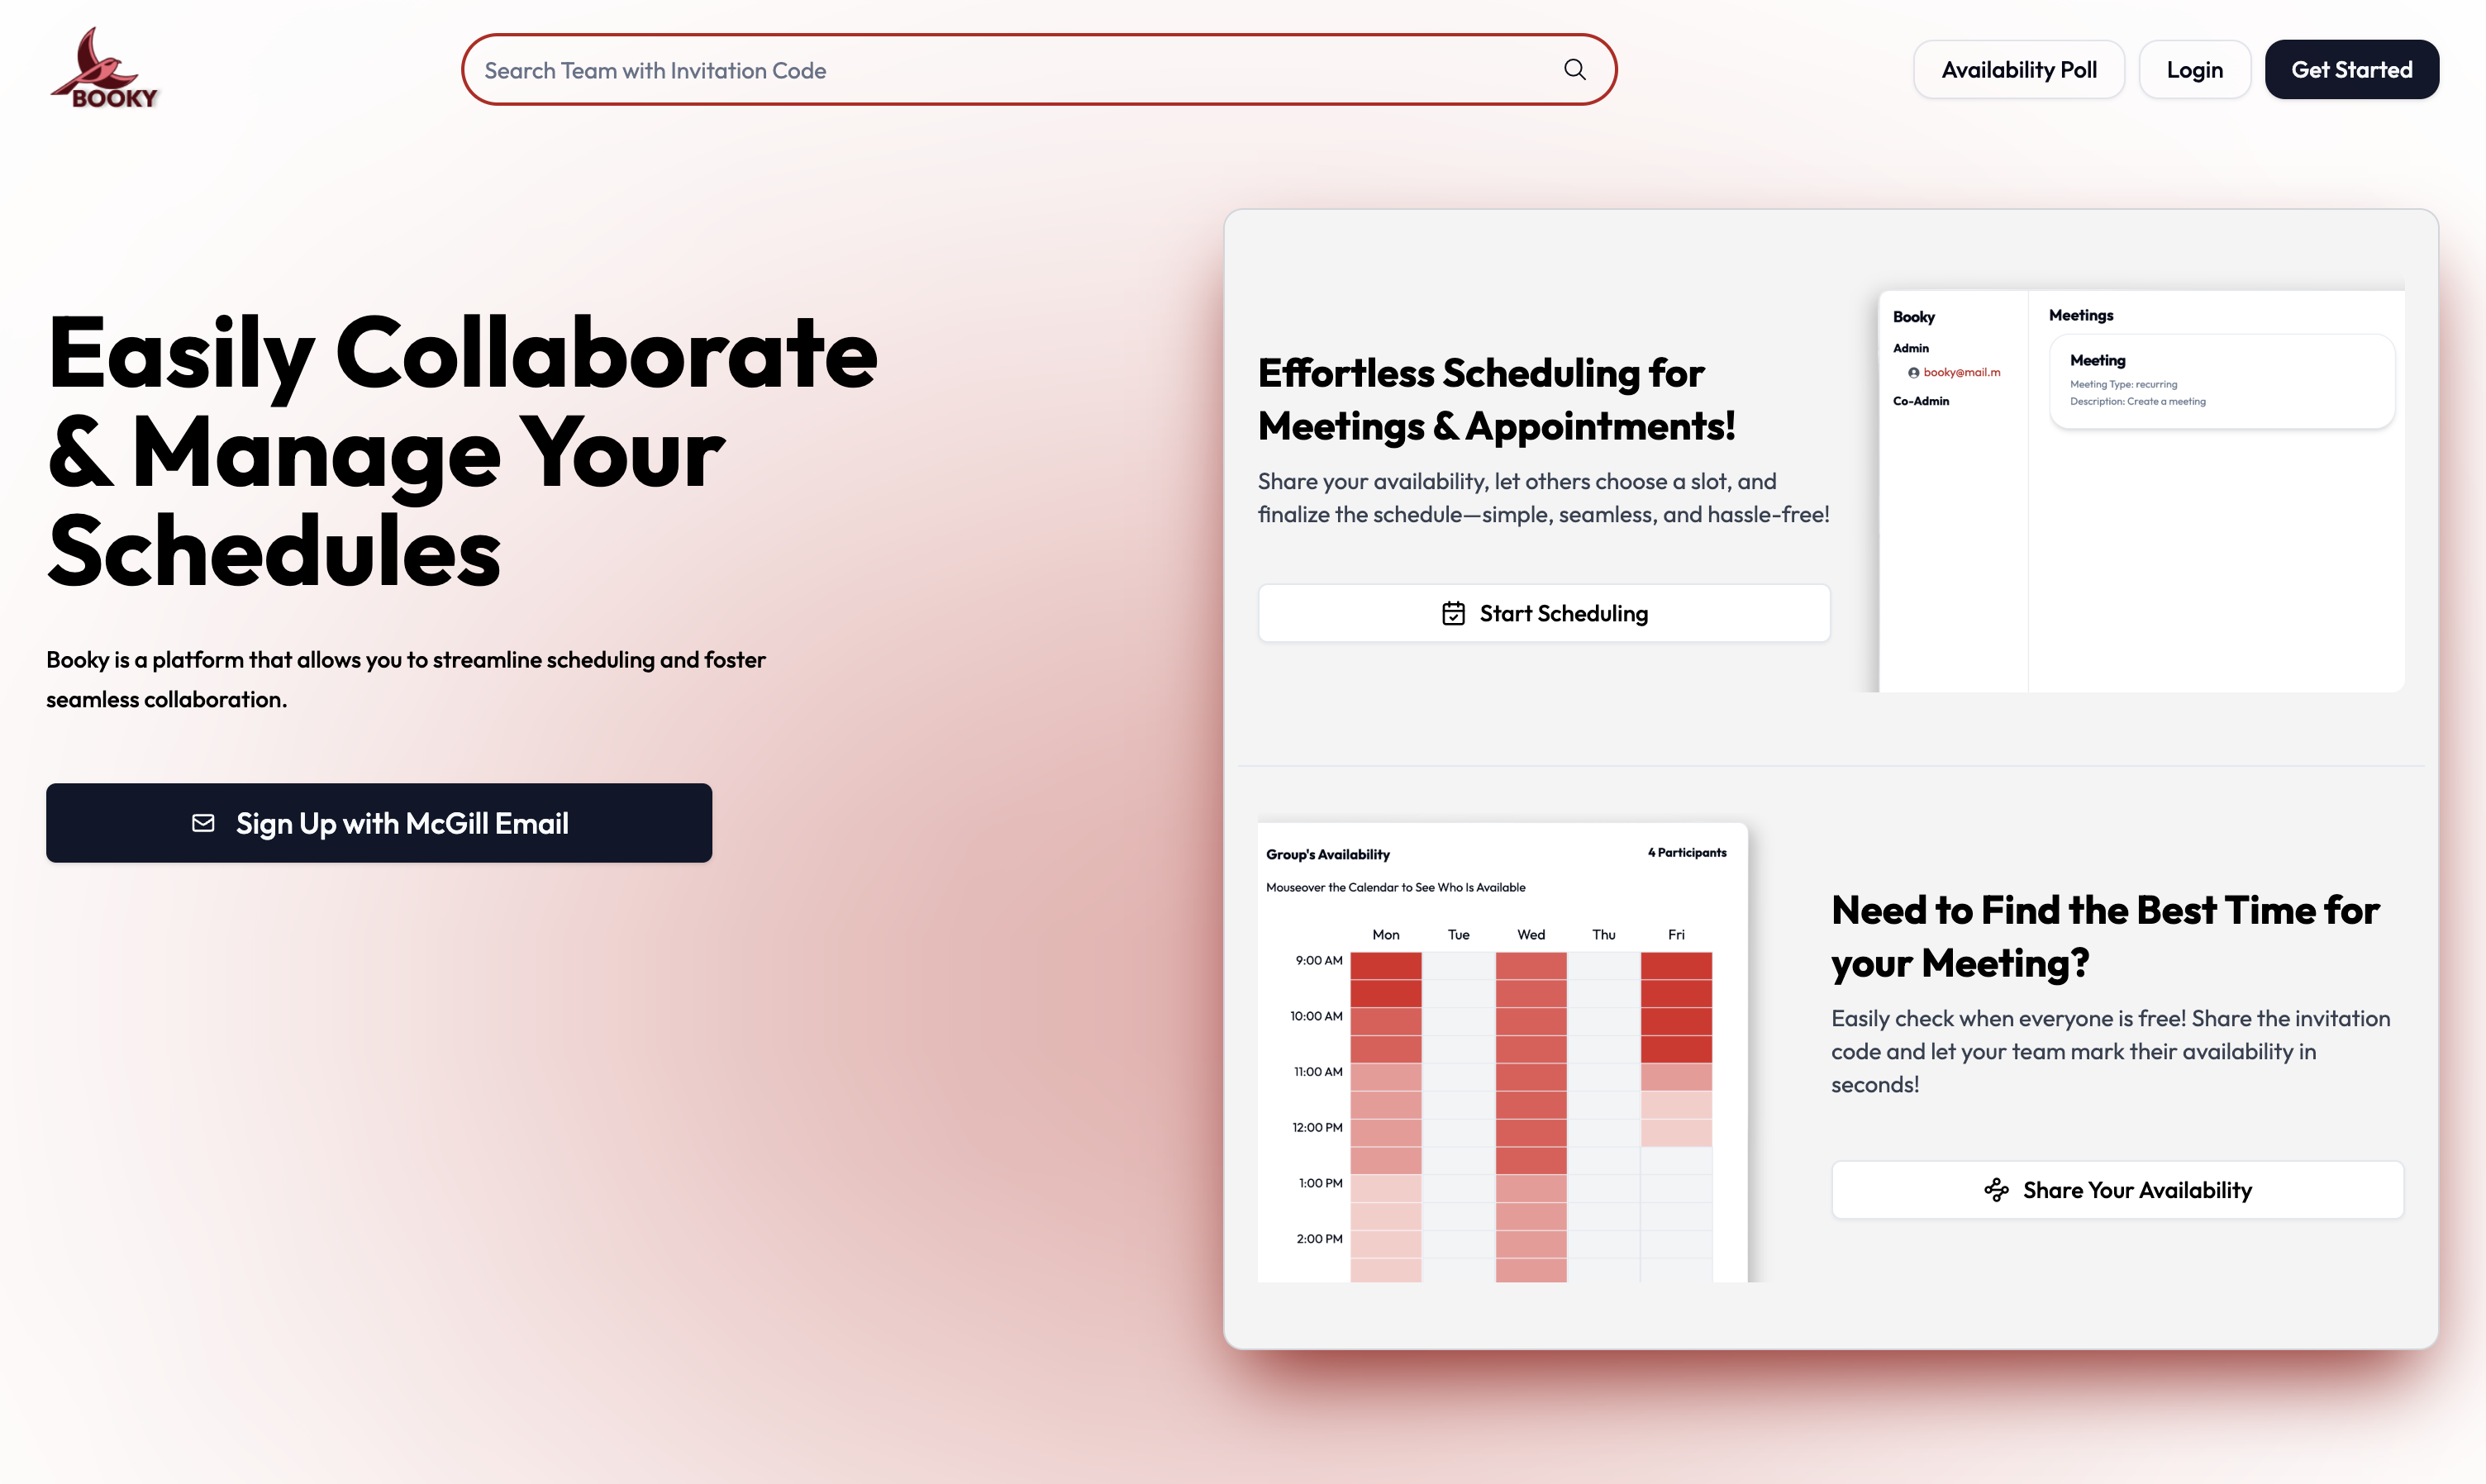 BOOKY
Search Team with Invitation Code
Availability Poll
Login
Get Started
Easily Collaborate
& Manage Your
Schedules
Booky is a platform that allows you to streamline scheduling and foster
seamless collaboration.
Sign Up with McGill Email
Effortless Scheduling for
Meetings & Appointments!
Share your availability, let others choose a slot, and
finalize the schedule—simple, seamless, and hassle-free!
Start Scheduling
Booky
Admin
booky@mail.m
Co-Admin
Meetings
Meeting
Meeting Type: recurring
Description: Create a meeting
Group's Availability
4 Participants
Mouseover the Calendar to See Who Is Available
Mon Tue Wed Thu Fri
9:00 AM
10:00 AM
11:00 AM
12:00 PM
1:00 PM
2:00 PM
Need to Find the Best Time for
your Meeting?
Easily check when everyone is free! Share the invitation
code and let your team mark their availability in
seconds!
Share Your Availability